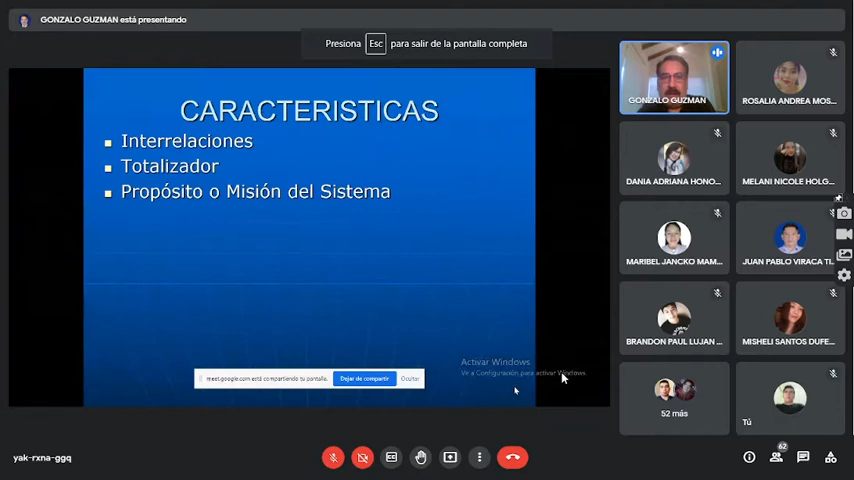 GONZALO GUZMAN está presentando
Presiona Esc para salir de la pantalla completa
CARACTERISTICAS
Interrelaciones
Totalizador
Propósito o Misión del Sistema
Activar Windows
Ve a Configuración para activar Windows.
meet.google.com está compartiendo tu pantalla.
Dejar de compartir
Ocultar
GONZALO GUZMAN
ROSALIA ANDREA MOS...
DANIA ADRIANA HONO...
MELANI NICOLE HOLG...
MARIBEL JANCKO MAM...
JUAN PABLO VIRACA TI...
BRANDON PAUL LUJAN ...
MISHELI SANTOS DUFE...
52 más
Tú
yak-rxna-ggq
62